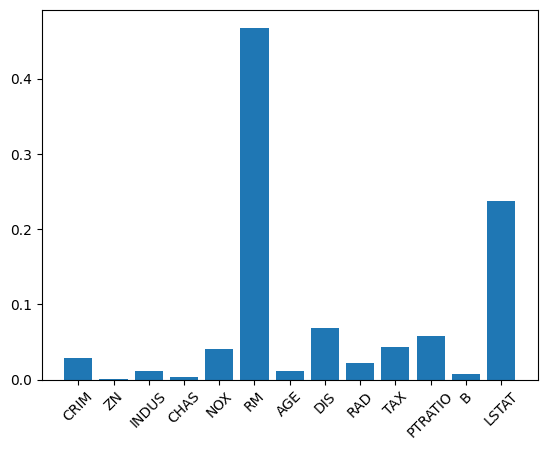 0.4
0.3
0.2
0.1
0.0
CRIM
ZN
INDUS
CHAS
NOX
RM
AGE
DIS
RAD
TAX
PTRATIO
B
LSTAT